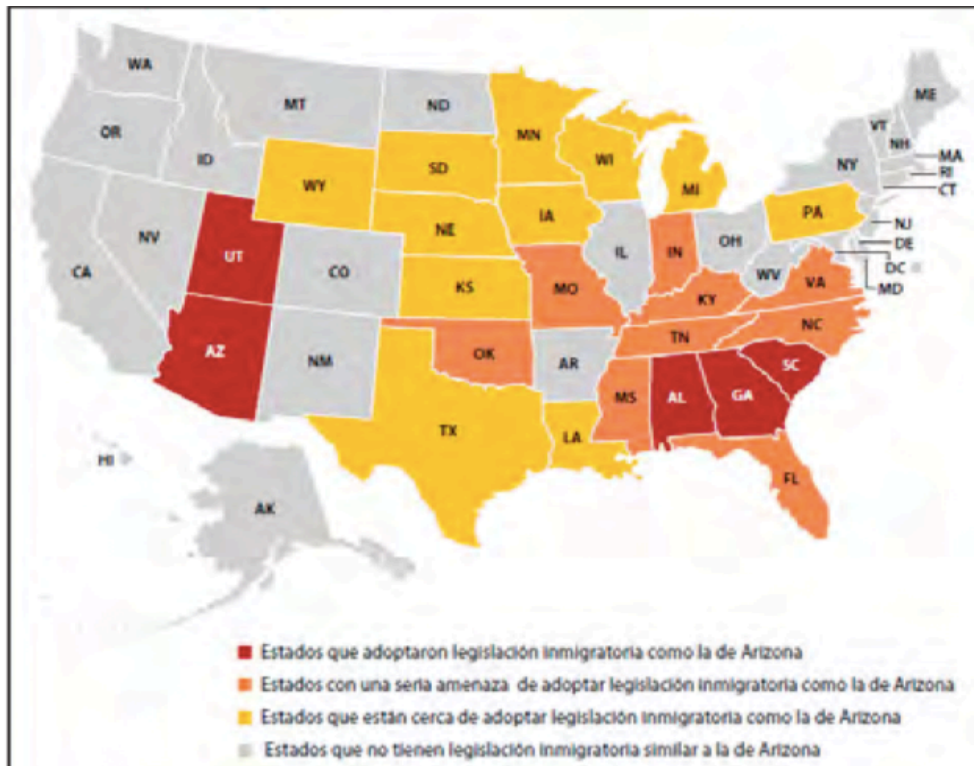 WA
MT
ND
MN
ME
VT
NH
OR
ID
SD
WI
NY
MA
RI
CT
WY
MI
IA
PA
NJ
NE
DE
NV
UT
CO
IL
IN
OH
WV
DC
MD
CA
KS
MO
KY
VA
AZ
NM
OK
AR
TN
NC
SC
MS
AL
GA
TX
LA
HI
AK
FL
Estados que adoptaron legislación inmigratoria como la de Arizona
Estados con una seria amenaza de adoptar legislación inmigratoria como la de Arizona
Estados que están cerca de adoptar legislación inmigratoria como la de Arizona
Estados que no tienen legislación inmigratoria similar a la de Arizona